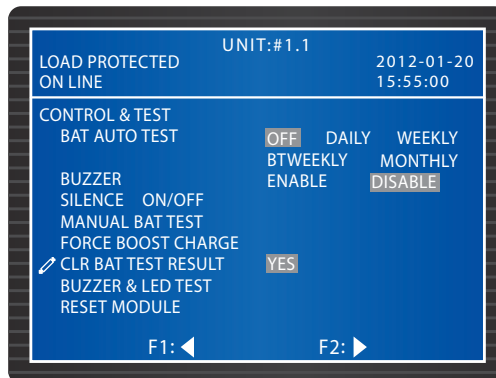 UNIT:#1.1
LOAD PROTECTED 2012-01-20
ON LINE 15:55:00
CONTROL & TEST
BAT AUTO TEST OFF DAILY WEEKLY
BTWEEKLY MONTHLY
BUZZER ENABLE DISABLE
SILENCE ON/OFF
MANUAL BAT TEST
FORCE BOOST CHARGE
CLR BAT TEST RESULT YES
BUZZER & LED TEST
RESET MODULE
F1: F2: